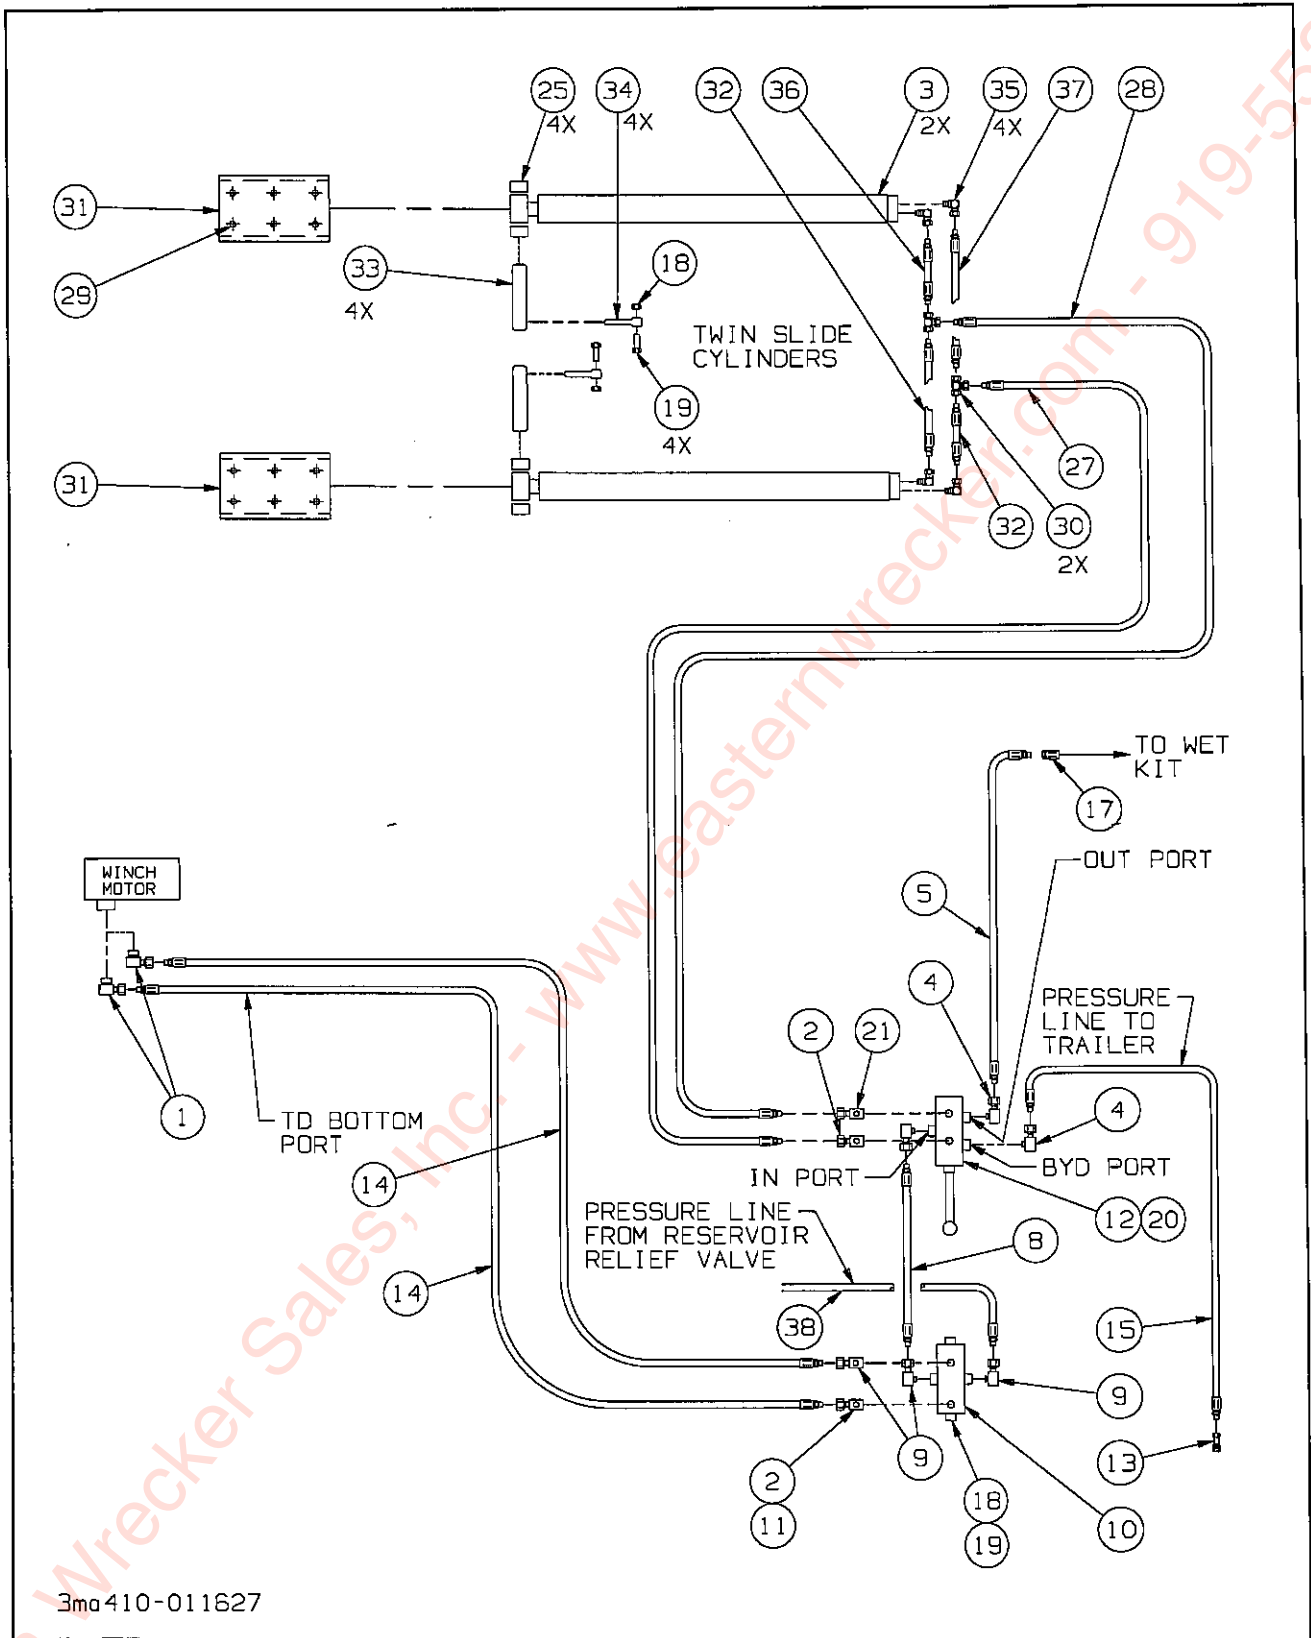 25
4X
34
4X
32
36
3
2X
35
4X
37
28
31
29
33
4X
18
TWIN SLIDE
CYLINDERS
19
4X
27
31
32
30
2X
TO WET
KIT
17
OUT PORT
WINCH
MOTOR
5
4
PRESSURE
LINE TO
TRAILER
2
21
1
TO BOTTOM
PORT
4
14
IN PORT
BYD PORT
12
20
PRESSURE LINE
FROM RESERVOIR
RELIEF VALVE
8
14
38
15
9
9
13
2
11
18
19
10
3ma410-011627
Wrecker Sales, Inc. - www.easternwrecker.com - 919-55